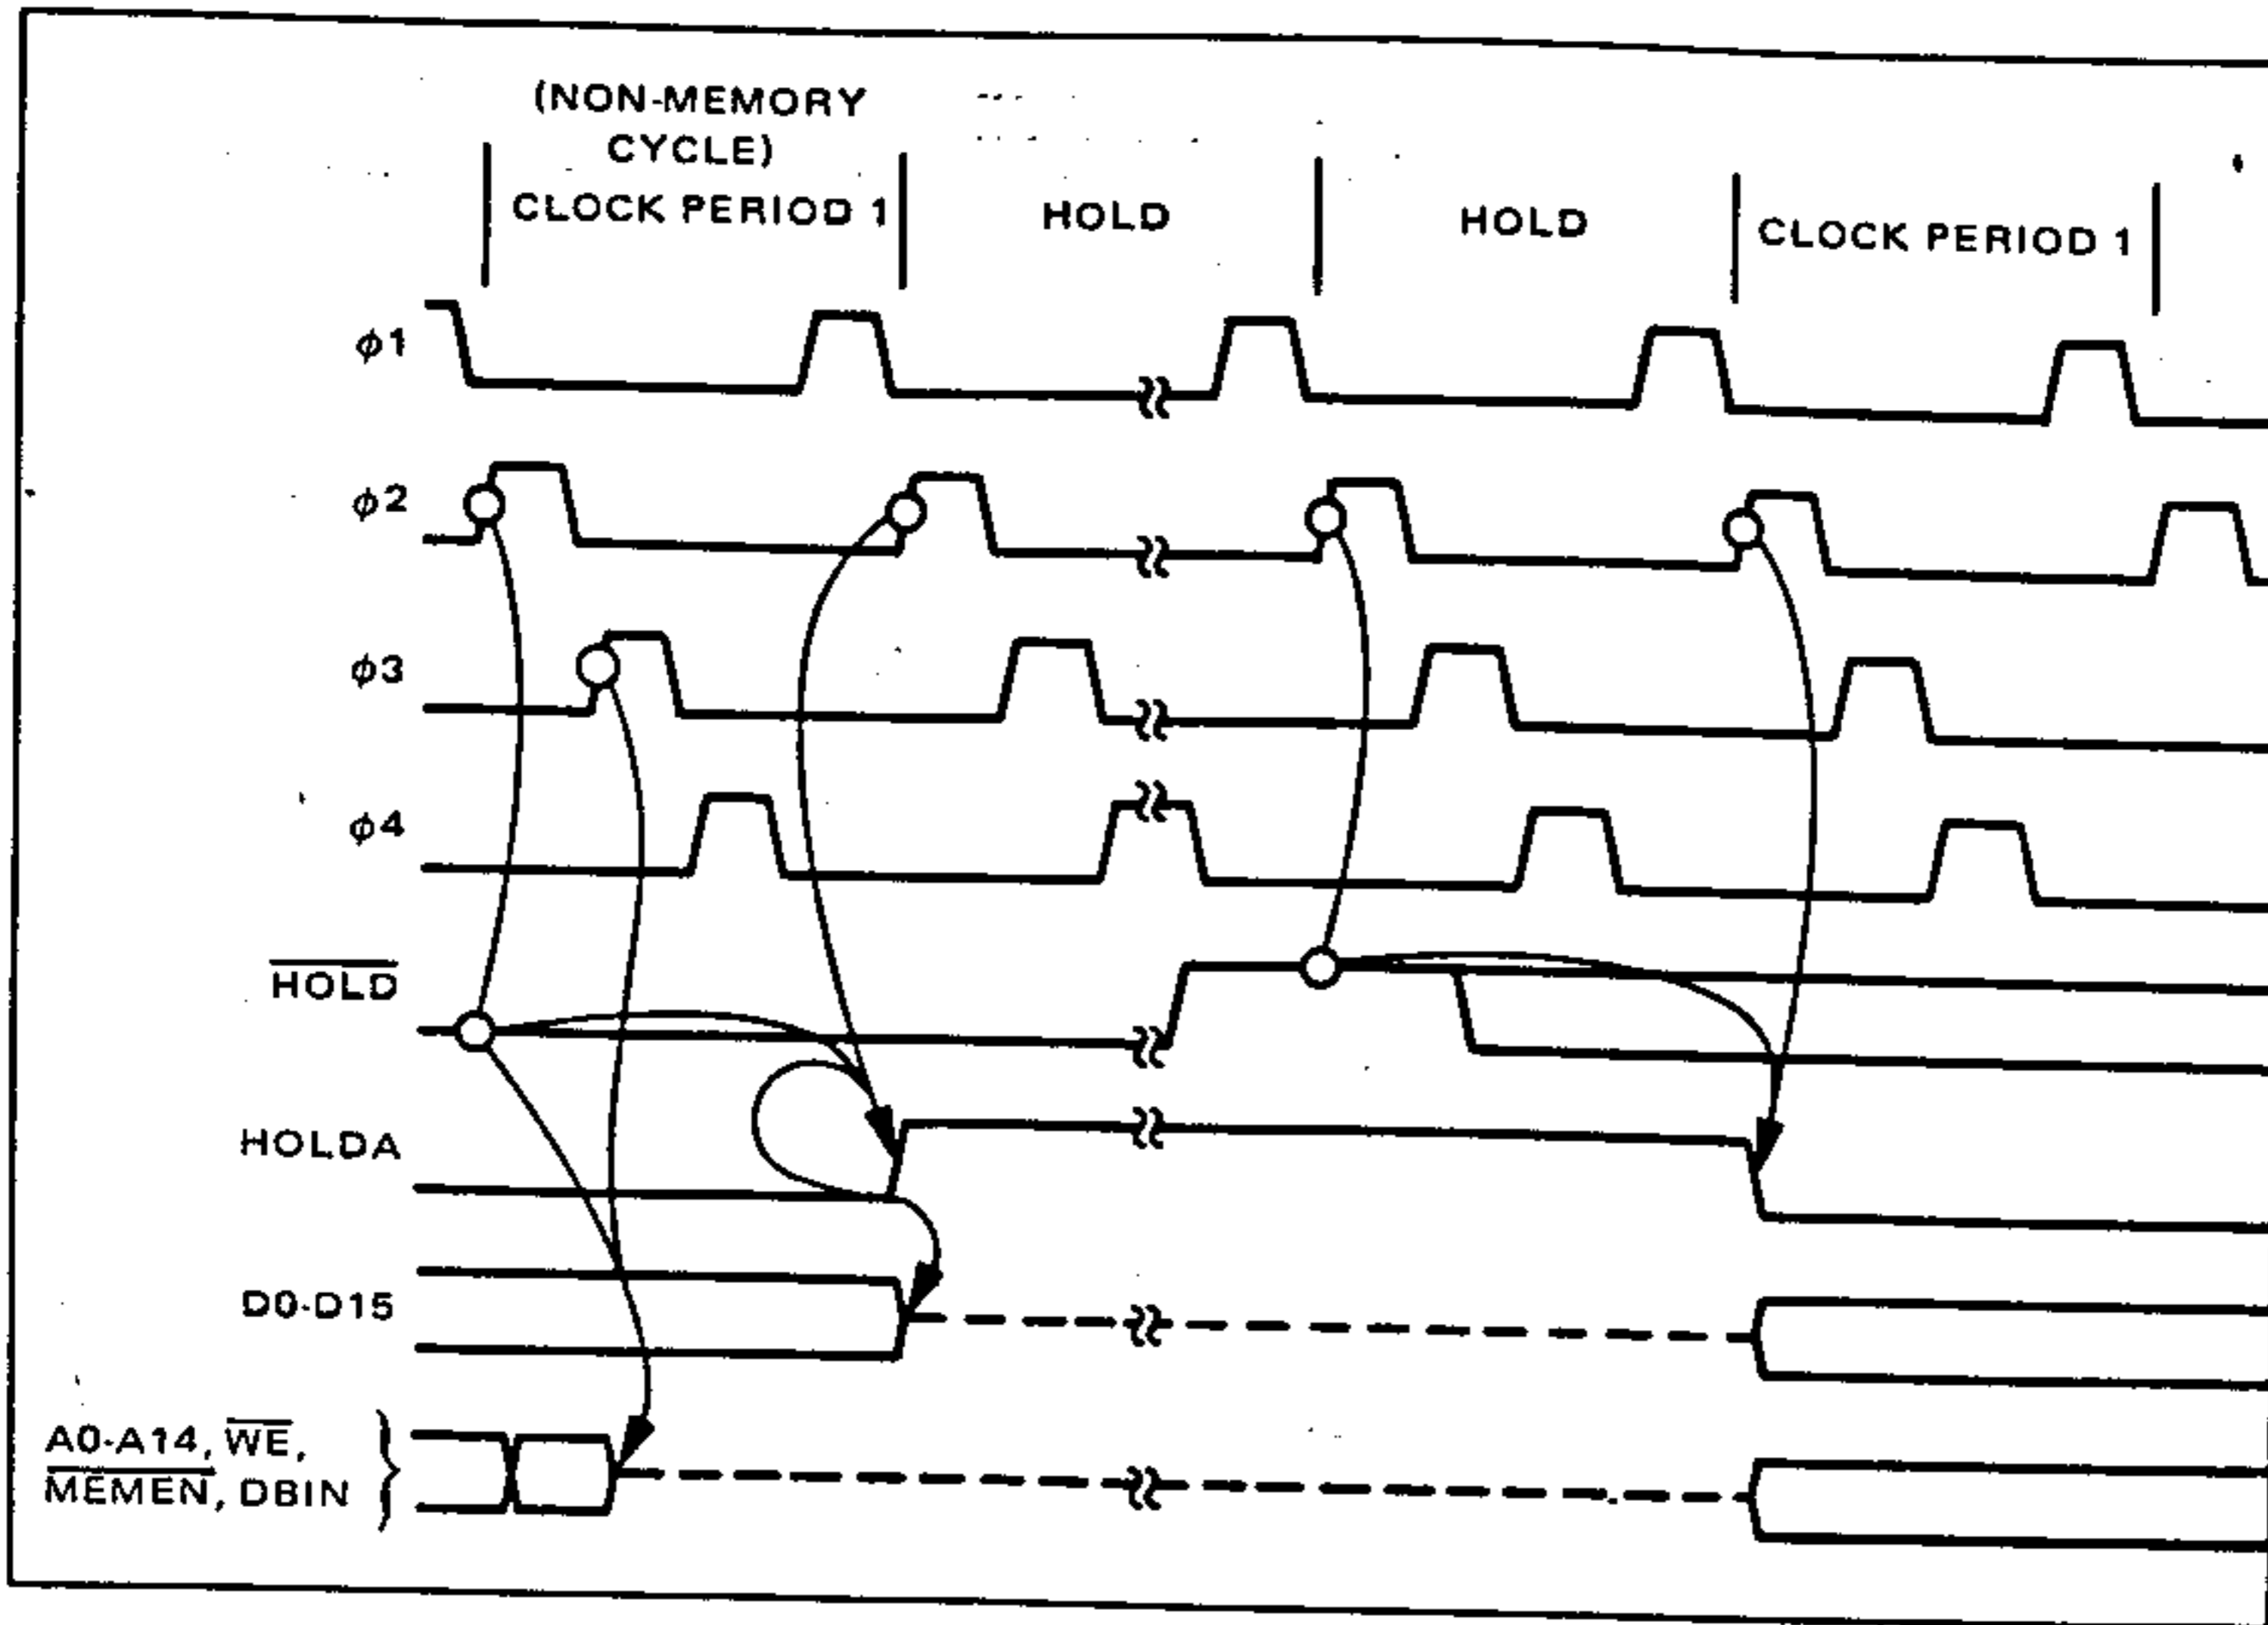 (NON-MEMORY
CYCLE)
CLOCK PERIOD 1
HOLD
HOLD
CLOCK PERIOD 1
ϕ1
ϕ2
ϕ3
ϕ4
HOLD
HOLDA
D0-D15
A0-A14, WE,
MEMEN, DBIN